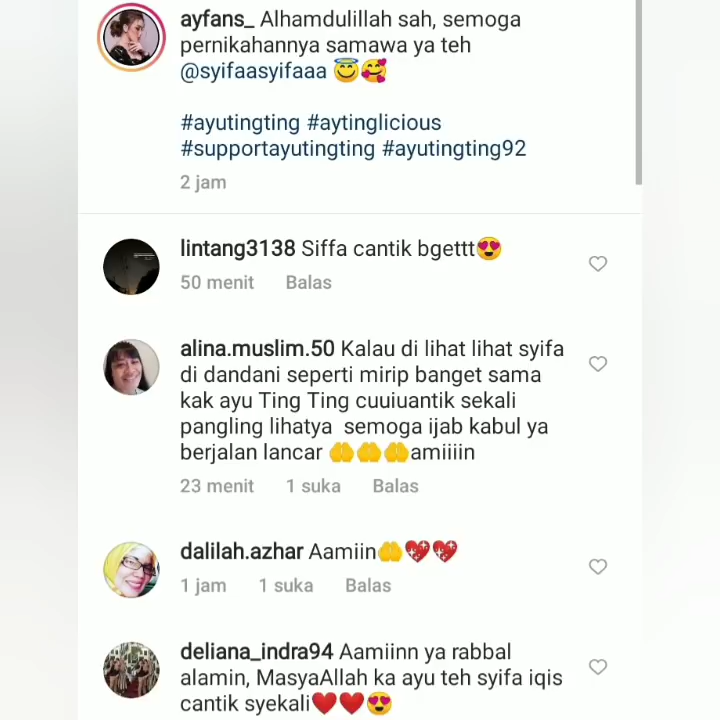 ayfans_ Alhamdulillah sah, semoga
pernikahannya samawa ya teh
@syifaasyifaaa 😇🥰
#ayutingting #aytinglicious
#supportayutingting #ayutingting92
2 jam
lintang3138 Siffa cantik bgettt😍
50 menit Balas
alina.muslim.50 Kalau di lihat lihat syifa
di dandani seperti mirip banget sama
kak ayu Ting Ting cuuiuantik sekali
pangling lihatya semoga ijab kabul ya
berjalan lancar 🤲🤲🤲amiiiin
23 menit 1 suka Balas
dalilah.azhar Aamiin🤲💖💖
1 jam 1 suka Balas
deliana_indra94 Aamiinn ya rabbal
alamin, MasyaAllah ka ayu teh syifa iqis
cantik syekali❤️❤️😍